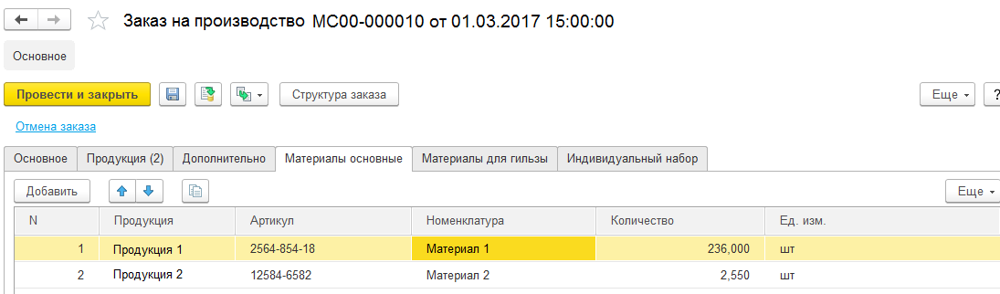 Заказ на производство МС00-000010 от 01.03.2017 15:00:00
Основное
Провести и закрыть Структура заказа Еще ?
Отмена заказа
Основное Продукция (2) Дополнительно Материалы основные Материалы для гильзы Индивидуальный набор
Добавить Еще
N Продукция Артикул Номенклатура Количество Ед. изм.
1 Продукция 1 2564-854-18 Материал 1 236,000 шт
2 Продукция 2 12584-6582 Материал 2 2,550 шт